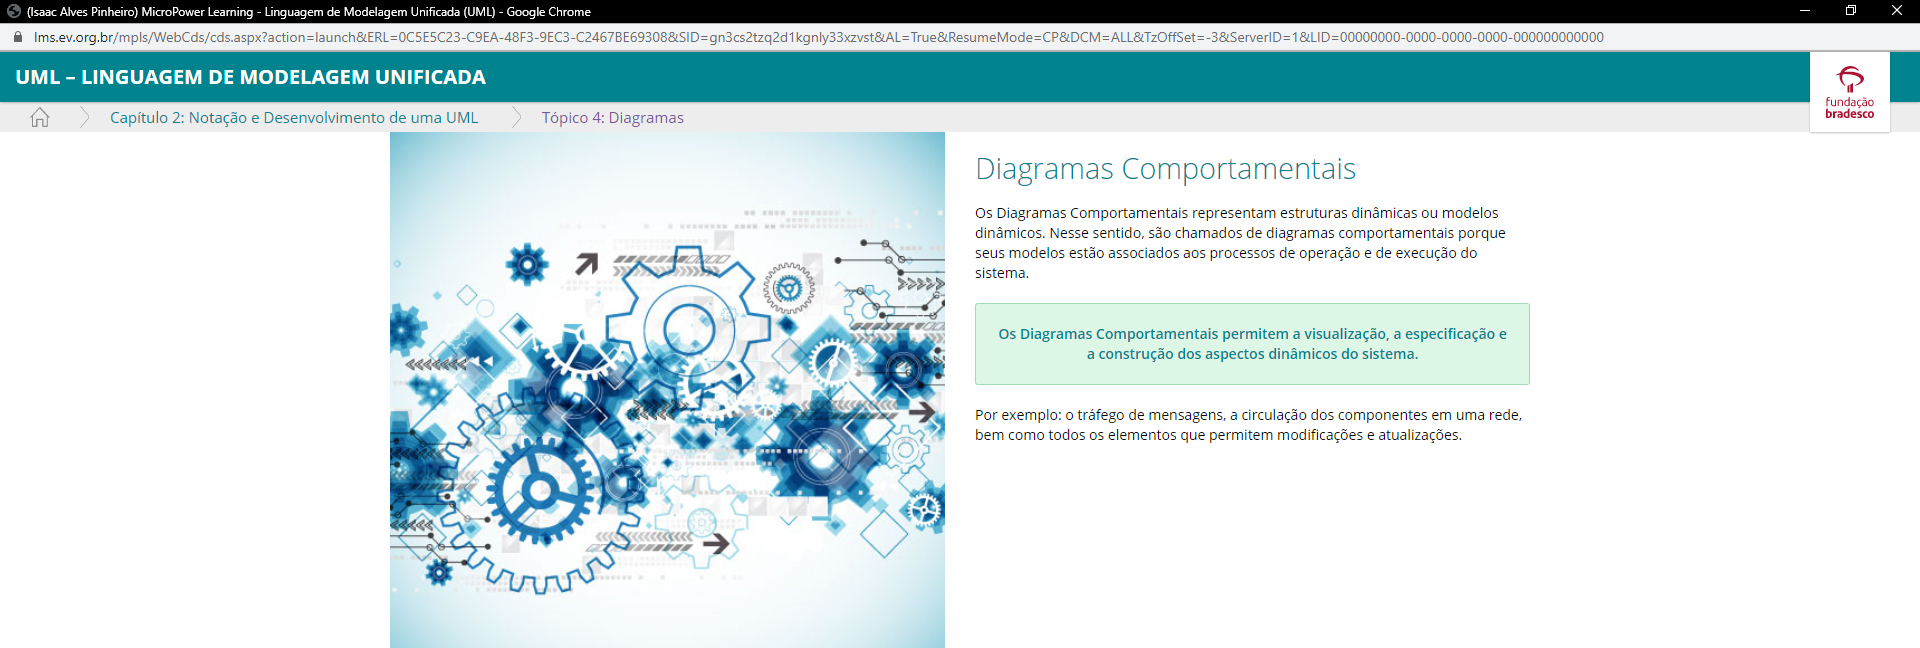 (Isaac Alves Pinheiro) MicroPower Learning - Linguagem de Modelagem Unificada (UML) - Google Chrome
lms.ev.org.br/mpls/WebCds/cds.aspx?action=launch&ERL=0C5E5C23-C9EA-48F3-9EC3-C2467BE69308&SID=gn3cs2tzq2d1kgnly33xzvst&AL=True&ResumeMode=CP&DCM=ALL&TzOffSet=-3&ServerID=1&LID=00000000-0000-0000-0000-000000000000
UML – LINGUAGEM DE MODELAGEM UNIFICADA
fundação
bradesco
Capítulo 2: Notação e Desenvolvimento de uma UML
Tópico 4: Diagramas
Diagramas Comportamentais
Os Diagramas Comportamentais representam estruturas dinâmicas ou modelos
dinâmicos. Nesse sentido, são chamados de diagramas comportamentais porque
seus modelos estão associados aos processos de operação e de execução do
sistema.
Os Diagramas Comportamentais permitem a visualização, a especificação e
a construção dos aspectos dinâmicos do sistema.
Por exemplo: o tráfego de mensagens, a circulação dos componentes em uma rede,
bem como todos os elementos que permitem modificações e atualizações.